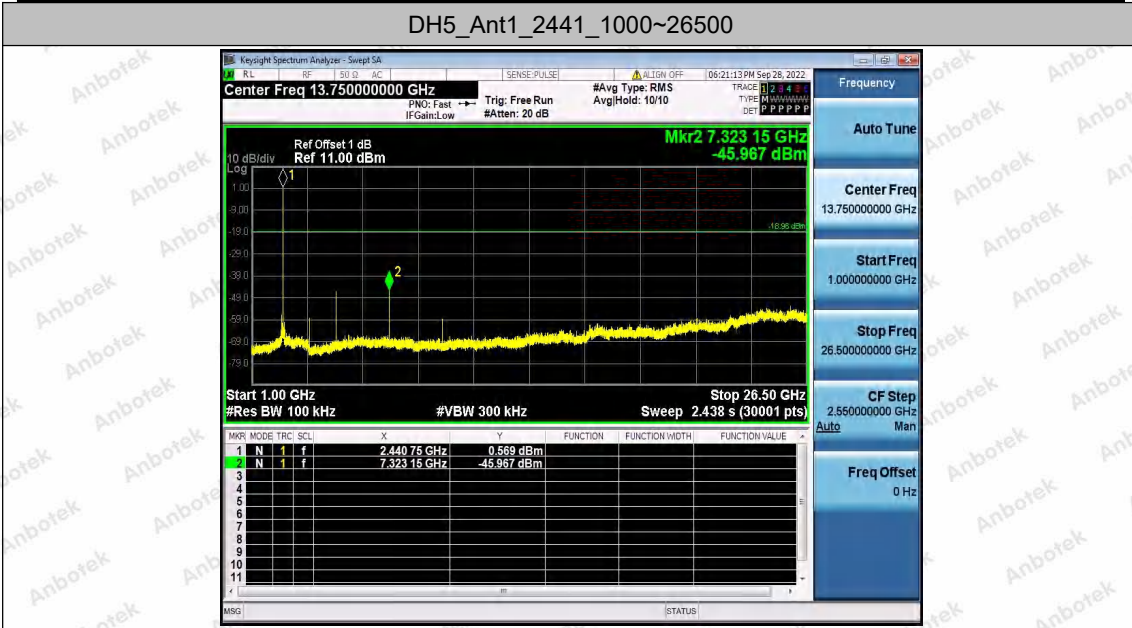 DH5_Ant1_2441_1000~26500
Keysight Spectrum Analyzer - Swept SA
RL RF 50 Ω AC SENSE:PULSE ALIGN OFF 06:21:13 PM Sep 28, 2022
Center Freq 13.750000000 GHz
PNO: Fast
IFGain:Low
Trig: Free Run
#Atten: 20 dB
#Avg Type: RMS
Avg|Hold: 10/10
TRACE 1 2 3 4 5 6
TYPE M WWWWW
DET P P P P P P
Ref Offset 1 dB
Ref 11.00 dBm
10 dB/div
Log
Mkr2 7.323 15 GHz
-45.967 dBm
1
1.00
-9.00
-19.0
-18.96 dBm
-29.0
2
-39.0
-49.0
-59.0
-69.0
-79.0
Start 1.00 GHz
Stop 26.50 GHz
#Res BW 100 kHz
#VBW 300 kHz
Sweep 2.438 s (30001 pts)
MKR MODE TRC SCL X Y FUNCTION FUNCTION WIDTH FUNCTION VALUE
1 N 1 f 2.440 75 GHz 0.569 dBm
2 N 1 f 7.323 15 GHz -45.967 dBm
3
4
5
6
7
8
9
10
11
MSG
STATUS
Frequency
Auto Tune
Center Freq
13.750000000 GHz
Start Freq
1.000000000 GHz
Stop Freq
26.500000000 GHz
CF Step
2.550000000 GHz
Auto Man
Freq Offset
0 Hz
Anbotek